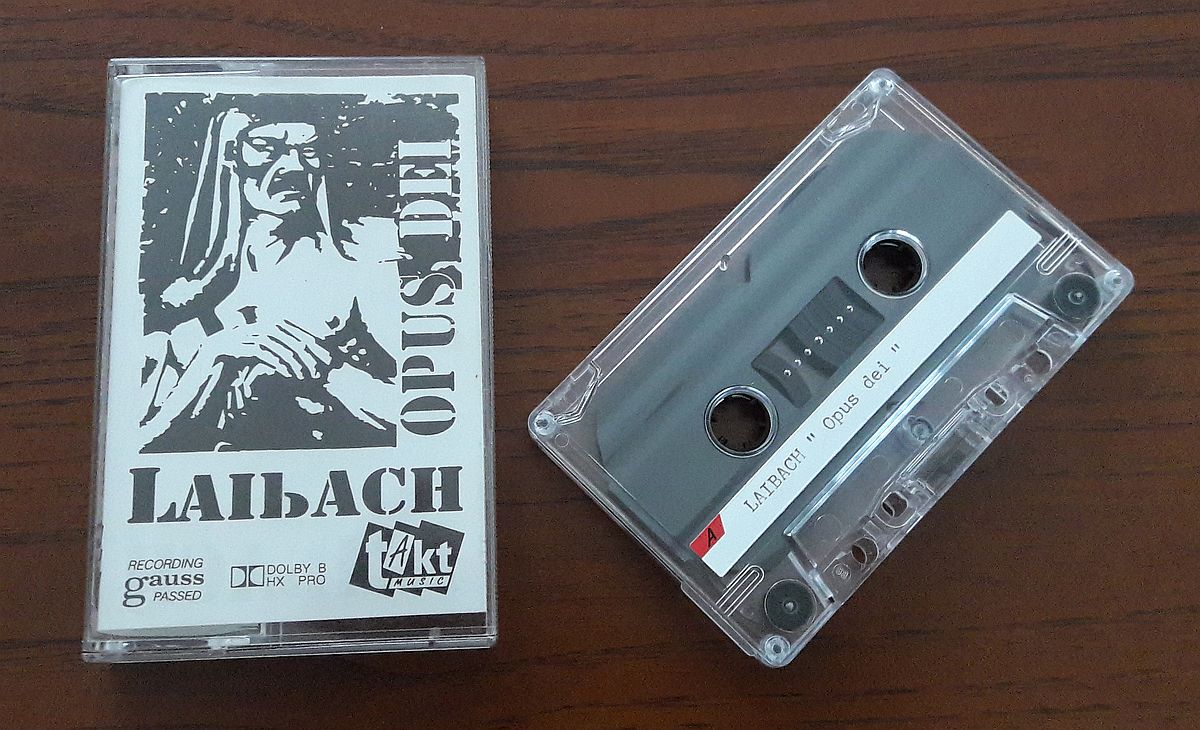 OPUS DEI
LAIbACH
RECORDING
gauss
PASSED
DOLBY B
HX PRO
tAkt
MUSIC
LAIBACH " Opus dei "
A